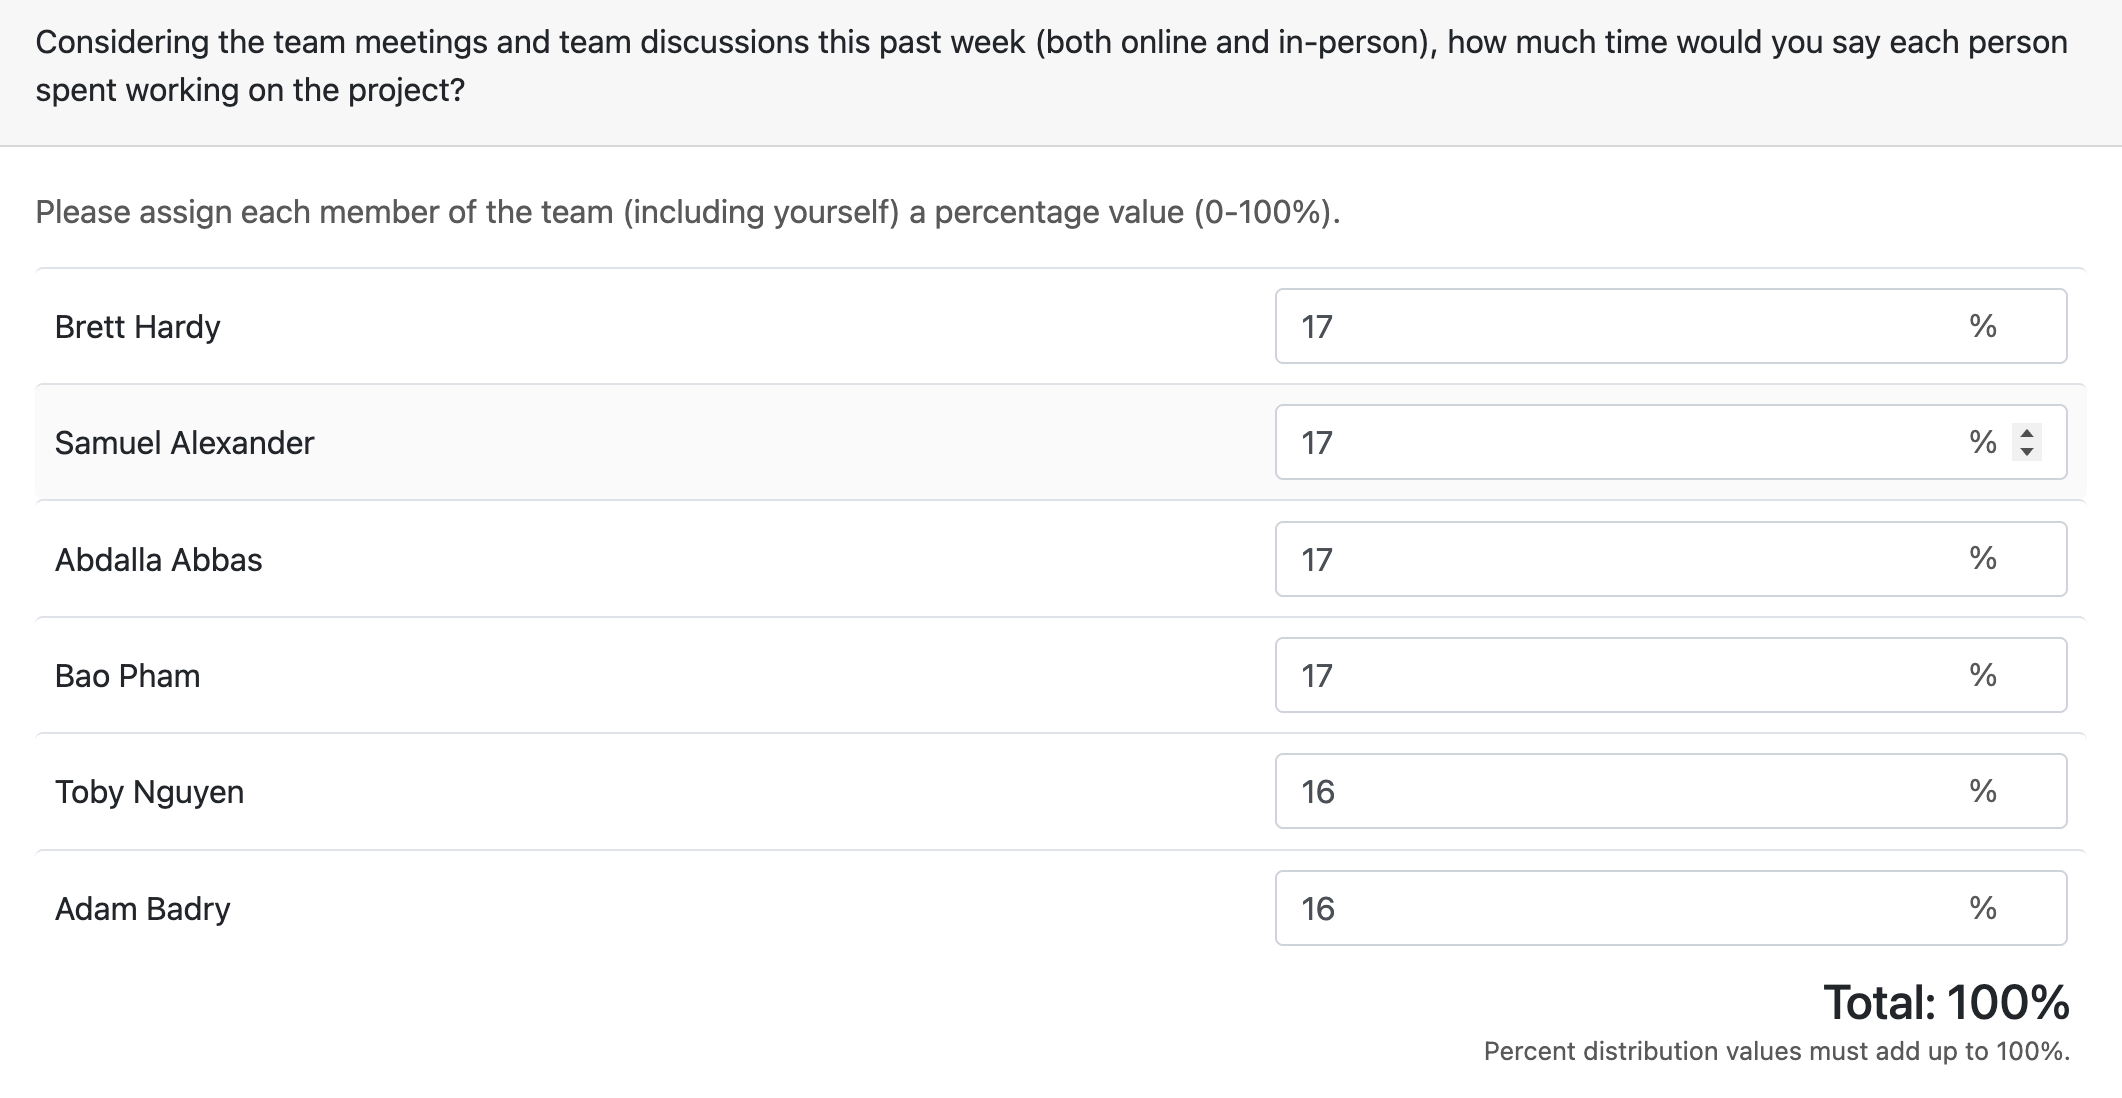 Considering the team meetings and team discussions this past week (both online and in-person), how much time would you say each person
spent working on the project?
Please assign each member of the team (including yourself) a percentage value (0-100%).
Brett Hardy 17 %
Samuel Alexander 17 %
Abdalla Abbas 17 %
Bao Pham 17 %
Toby Nguyen 16 %
Adam Badry 16 %
Total: 100%
Percent distribution values must add up to 100%.